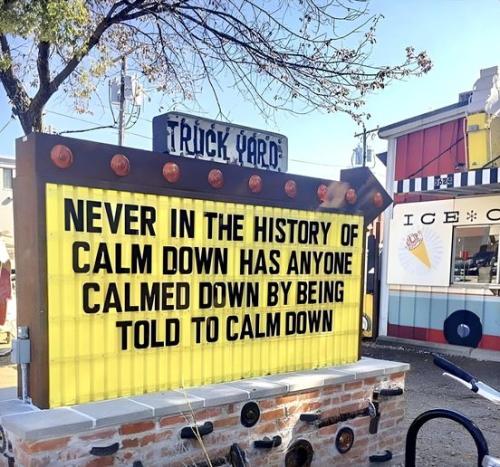 TRUCK YARD
NEVER IN THE HISTORY OF
CALM DOWN HAS ANYONE
CALMED DOWN BY BEING
TOLD TO CALM DOWN
ICE*C